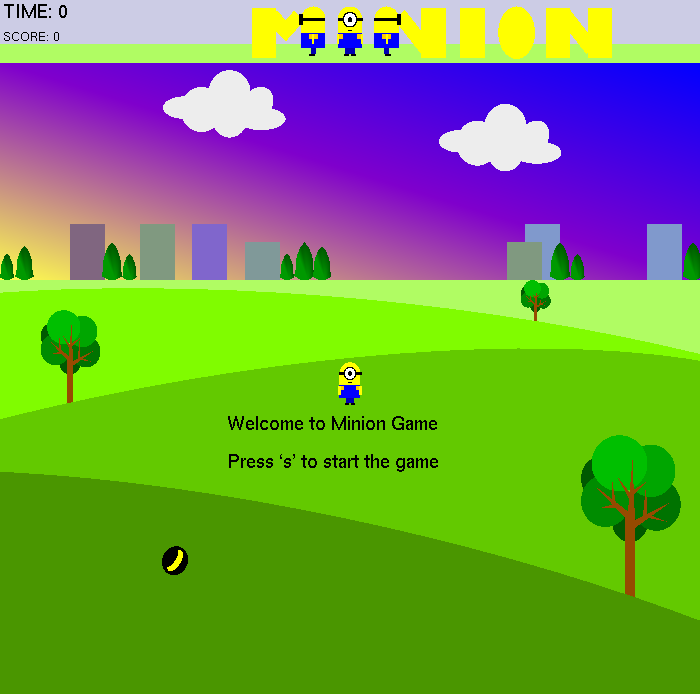 TIME: 0
SCORE: 0
MINION
Welcome to Minion Game
Press ‘s’ to start the game